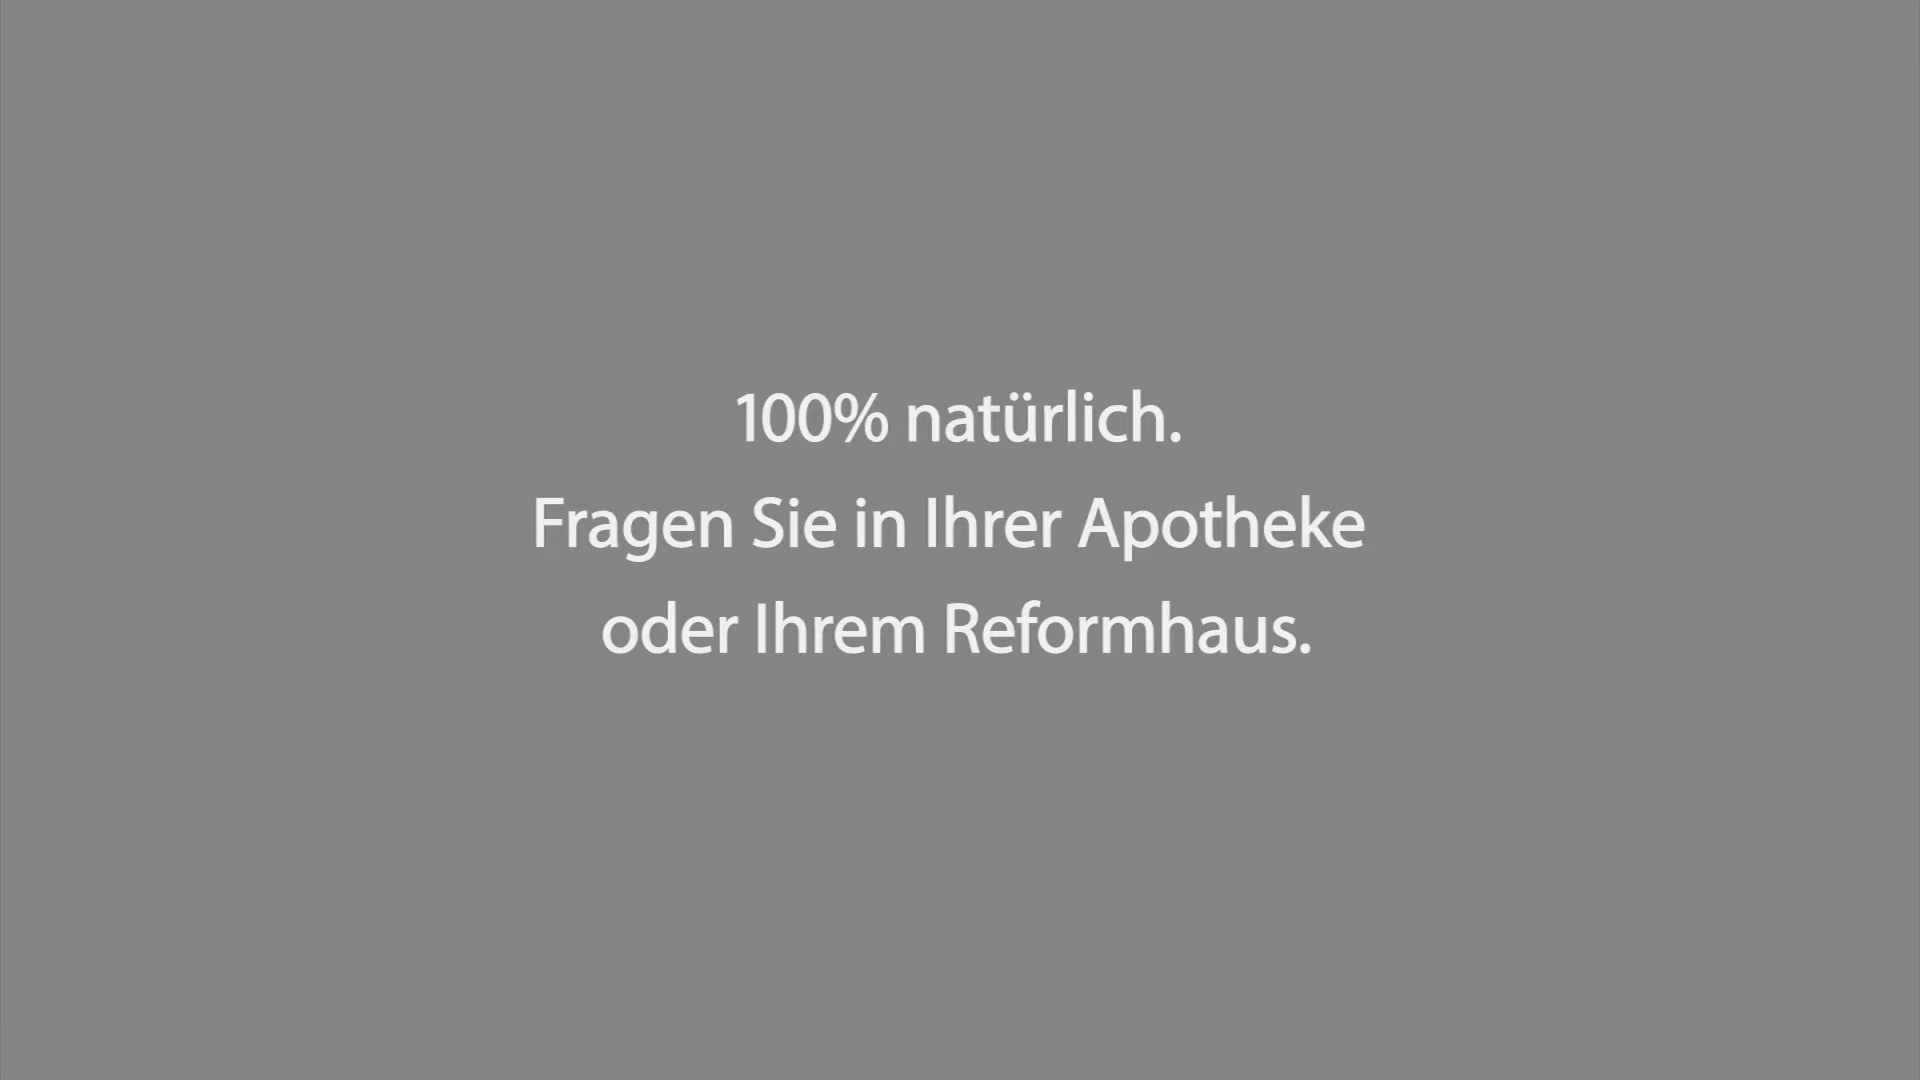 100% natürlich.
Fragen Sie in Ihrer Apotheke
oder Ihrem Reformhaus.